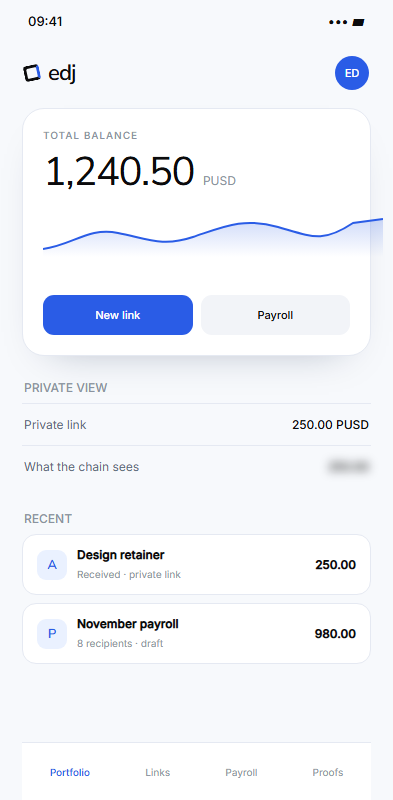 09:41
edj
ED
TOTAL BALANCE
1,240.50 PUSD
New link
Payroll
PRIVATE VIEW
Private link
250.00 PUSD
What the chain sees
RECENT
A
Design retainer
Received · private link
250.00
P
November payroll
8 recipients · draft
980.00
Portfolio
Links
Payroll
Proofs